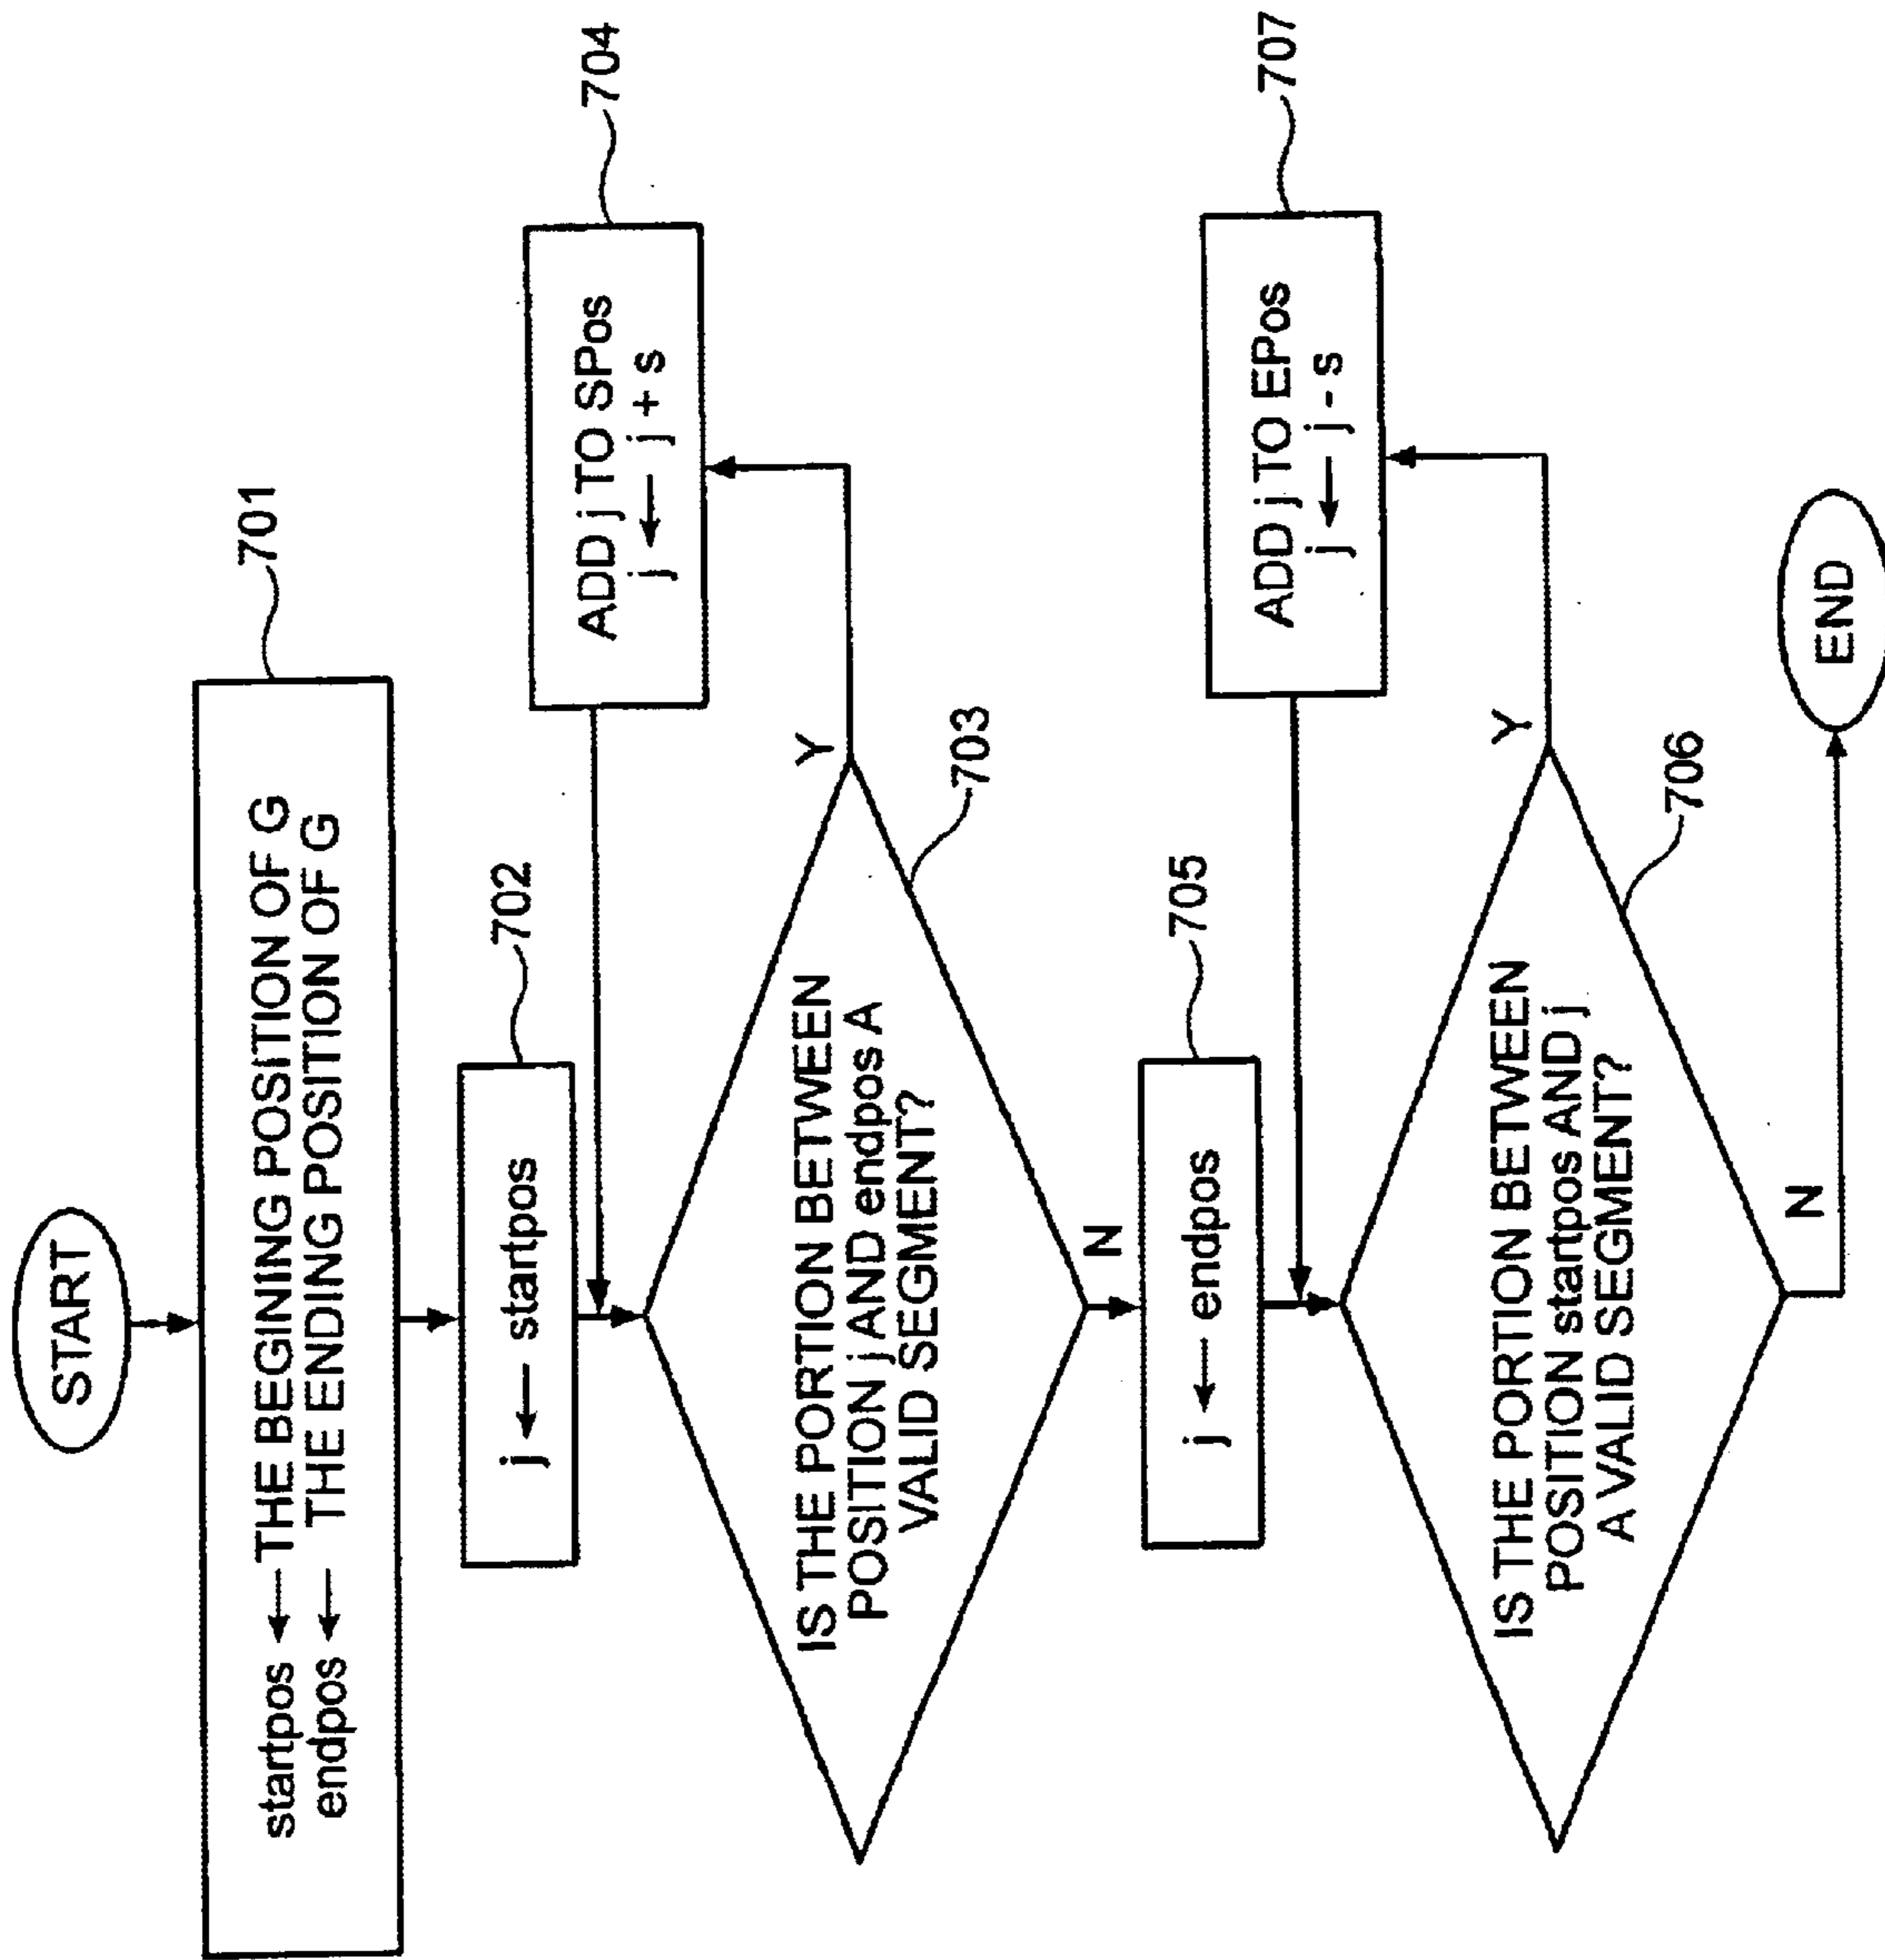 START
701
startpos ← THE BEGINING POSITION OF G
endpos ← THE ENDING POSITION OF G
702
j ← startpos
704
ADD j TO SPos
j ← j + s
IS THE PORTION BETWEEN
POSITION j AND endpos A
VALID SEGMENT?
Y
703
N
705
j ← endpos
707
ADD j TO EPos
j ← j - s
IS THE PORTION BETWEEN
POSITION startpos AND j
A VALID SEGMENT?
Y
706
N
END